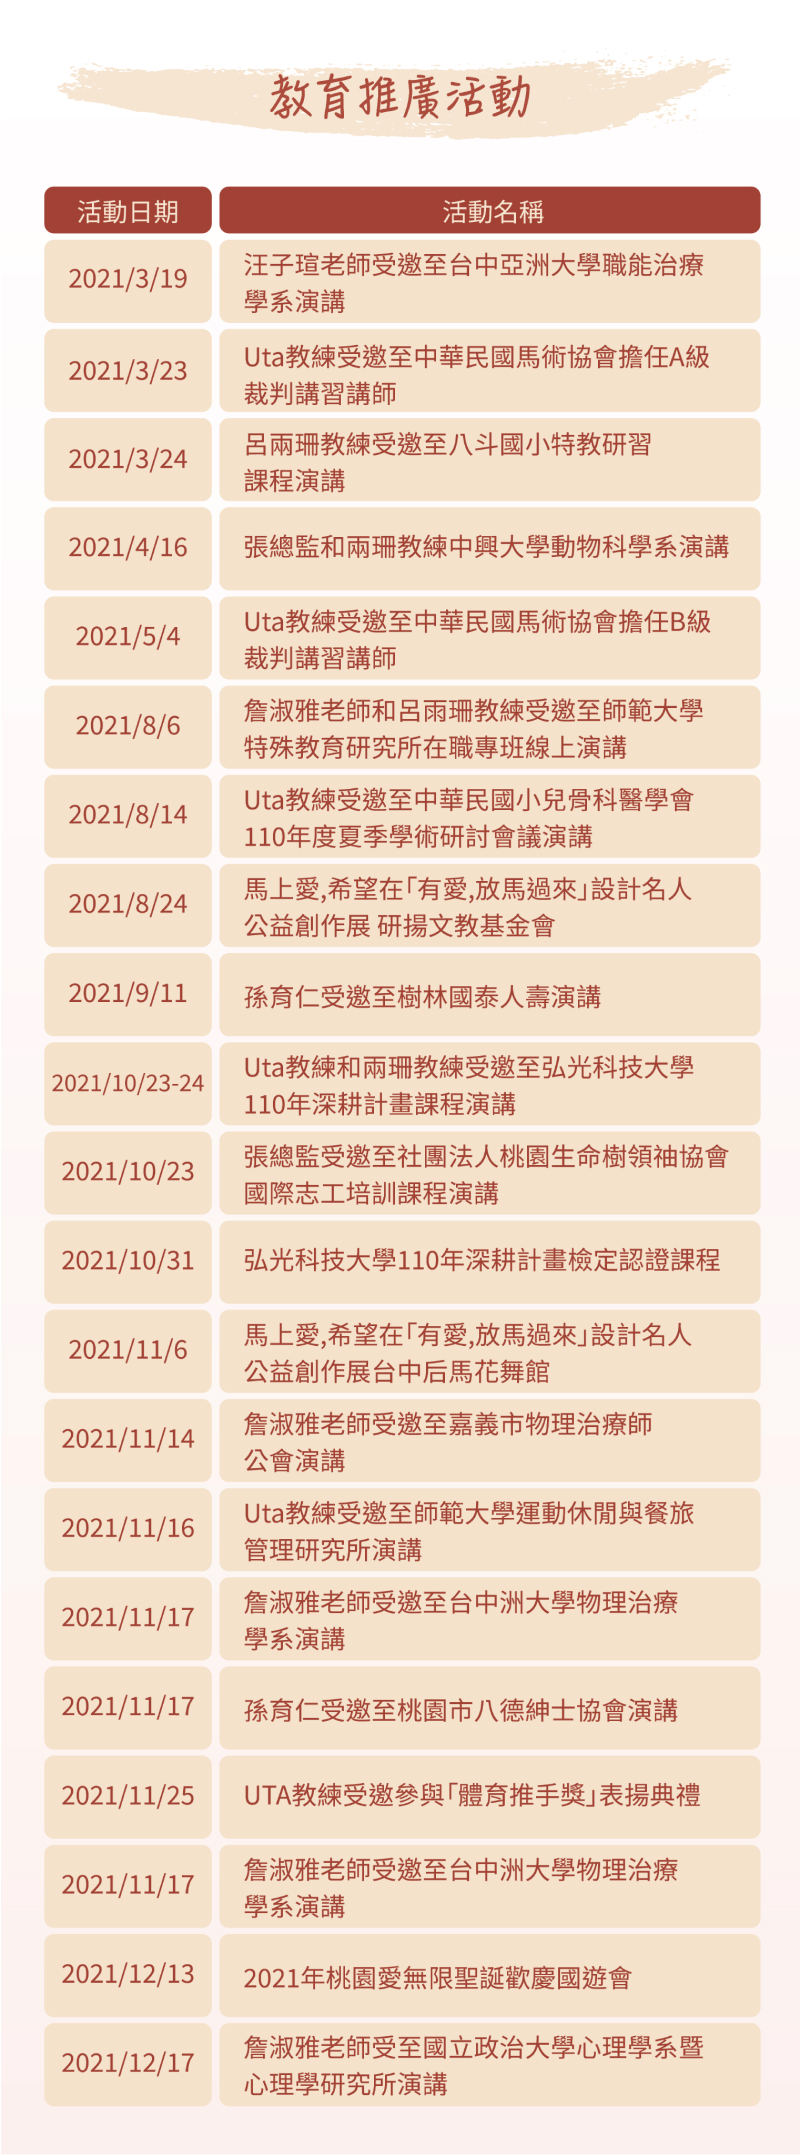 教育推廣活動
活動日期
活動名稱
2021/3/19
汪子瑄老師受邀至台中亞洲大學職能治療
學系演講
2021/3/23
Uta教練受邀至中華民國馬術協會擔任A級
裁判講習講師
2021/3/24
呂兩珊教練受邀至八斗國小特教研習
課程演講
2021/4/16
張總監和兩珊教練中興大學動物科學系演講
2021/5/4
Uta教練受邀至中華民國馬術協會擔任B級
裁判講習講師
2021/8/6
詹淑雅老師和呂雨珊教練受邀至師範大學
特殊教育研究所在職專班線上演講
2021/8/14
Uta教練受邀至中華民國小兒骨科醫學會
110年度夏季學術研討會議演講
2021/8/24
馬上愛,希望在「有愛,放馬過來」設計名人
公益創作展 研揚文教基金會
2021/9/11
孫育仁受邀至樹林國泰人壽演講
2021/10/23-24
Uta教練和兩珊教練受邀至弘光科技大學
110年深耕計畫課程演講
2021/10/23
張總監受邀至社團法人桃園生命樹領袖協會
國際志工培訓課程演講
2021/10/31
弘光科技大學110年深耕計畫檢定認證課程
2021/11/6
馬上愛,希望在「有愛,放馬過來」設計名人
公益創作展台中后馬花舞館
2021/11/14
詹淑雅老師受邀至嘉義市物理治療師
公會演講
2021/11/16
Uta教練受邀至師範大學運動休閒與餐旅
管理研究所演講
2021/11/17
詹淑雅老師受邀至台中洲大學物理治療
學系演講
2021/11/17
孫育仁受邀至桃園市八德紳士協會演講
2021/11/25
UTA教練受邀參與「體育推手獎」表揚典禮
2021/11/17
詹淑雅老師受邀至台中洲大學物理治療
學系演講
2021/12/13
2021年桃園愛無限聖誕歡慶國遊會
2021/12/17
詹淑雅老師受至國立政治大學心理學系暨
心理學研究所演講